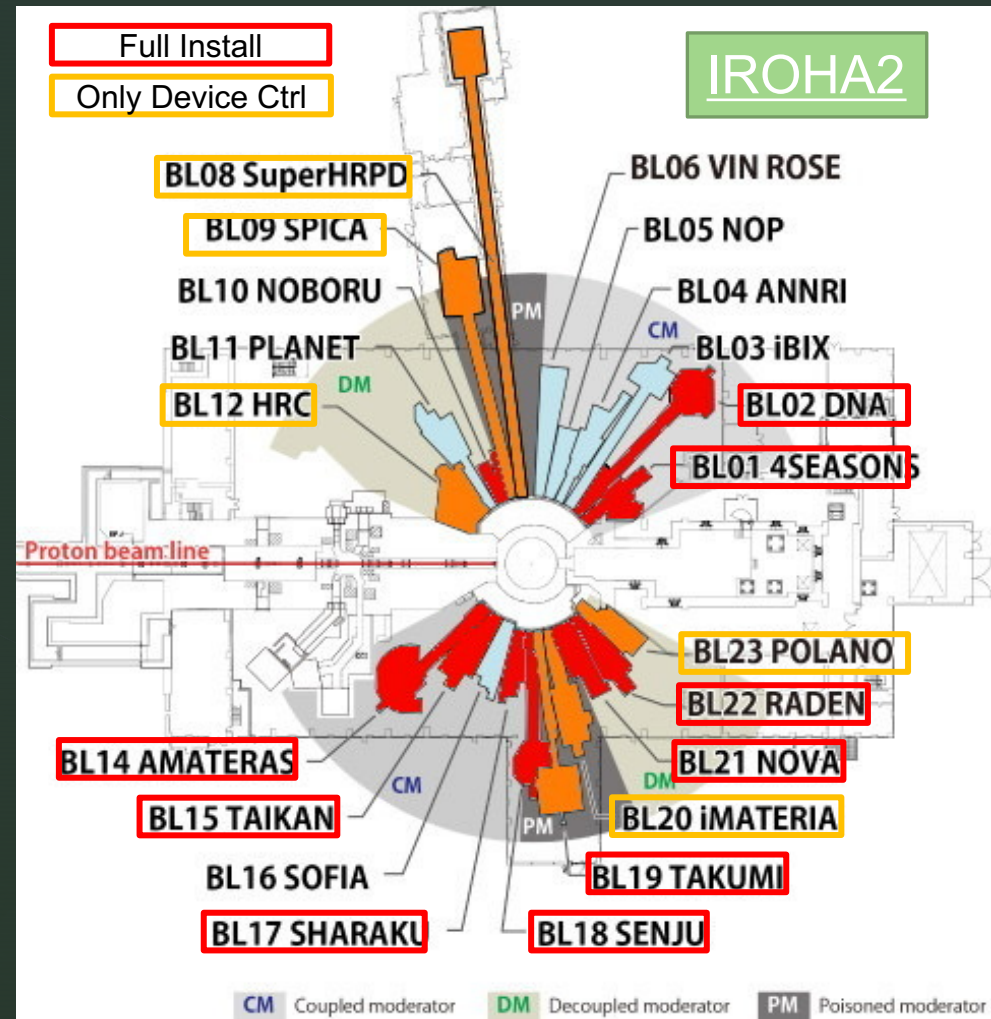 Full Install
Only Device Ctrl
IROHA2
BL08 SuperHRPD
BL09 SPICA
BL10 NOBORU
BL11 PLANET
BL12 HRC
BL06 VIN ROSE
BL05 NOP
BL04 ANNRI
BL03 iBIX
BL02 DNA
BL01 4SEASONS
PM
CM
DM
Proton beam line
BL23 POLANO
BL22 RADEN
BL21 NOVA
BL20 iMATERIA
BL19 TAKUMI
BL18 SENJU
BL14 AMATERAS
BL15 TAIKAN
BL16 SOFIA
BL17 SHARAKU
CM
PM
DM
CM Coupled moderator DM Decoupled moderator PM Poisoned moderator